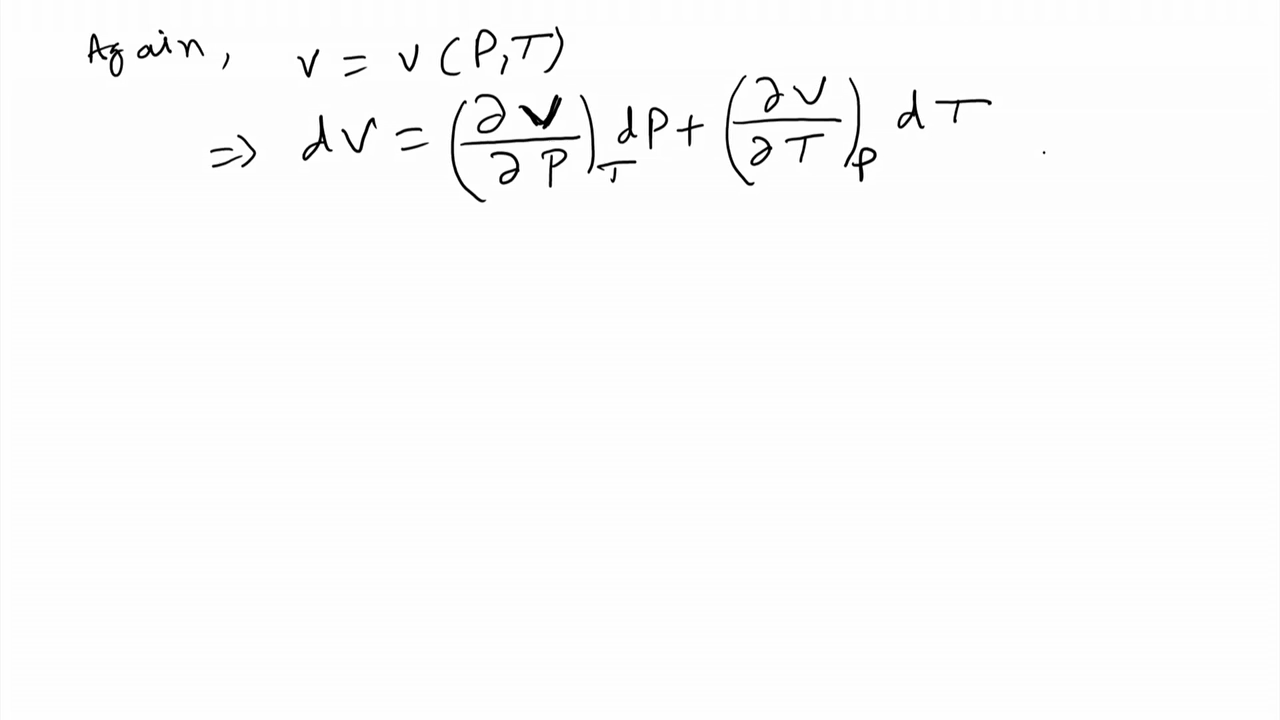 Again, V = V (P,T)
=> dV = (∂V/∂P)_T dP + (∂V/∂T)_P dT